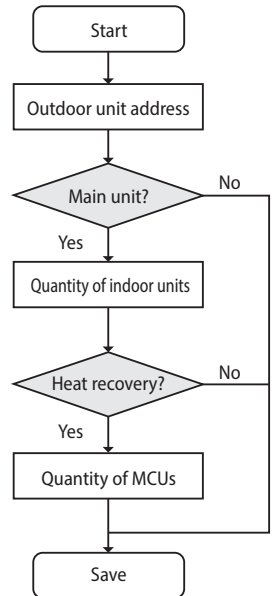 Start
Outdoor unit address
Main unit?
No
Yes
Quantity of indoor units
Heat recovery?
No
Yes
Quantity of MCUs
Save